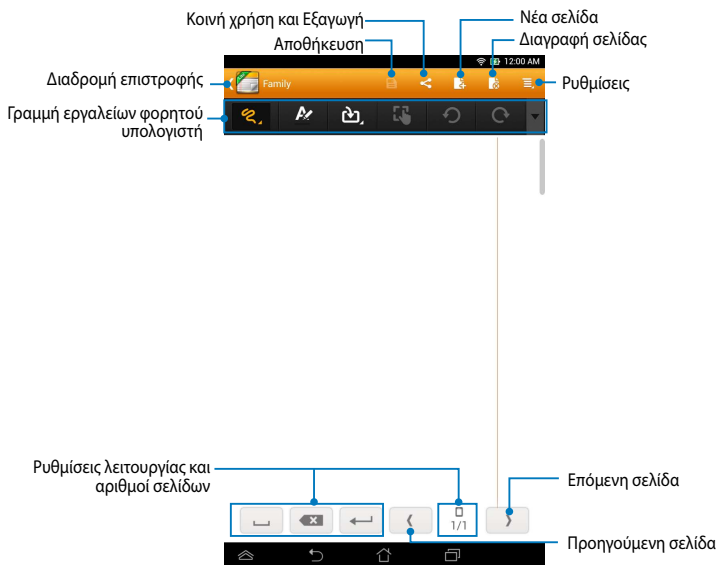 Κοινή χρήση και Εξαγωγή
Νέα σελίδα
Αποθήκευση
Διαγραφή σελίδας
12:00 AM
Διαδρομή επιστροφής
Family
Ρυθμίσεις
Γραμμή εργαλείων φορητού
υπολογιστή
Ρυθμίσεις λειτουργίας και
αριθμοί σελίδων
Επόμενη σελίδα
1/1
Προηγούμενη σελίδα